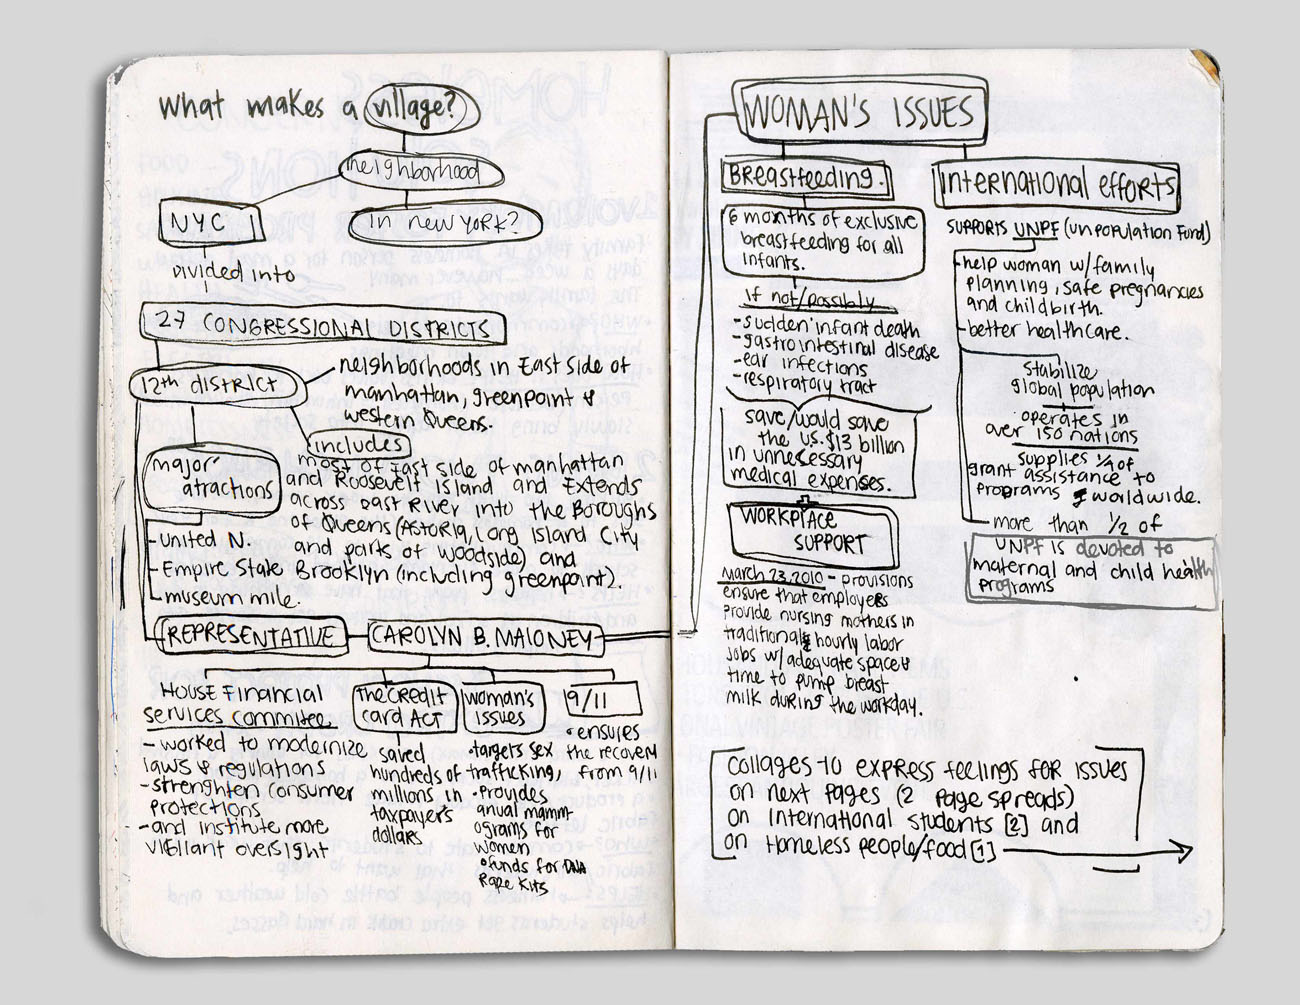 what makes a village?
neighborhood
NYC
in new YORK?
Divided into
27 CONGRESSIONAL DISTRICTS
12th district
neighborhoods in East side of
manhattan, greenpoint &
western Queens.
includes
major
atractions
most of East side of manhattan
and Roosevelt Island and Extends
across East River into the Boroughs
of Queens (ASTORIA, Long Island City
and parts of woodside) and
Brooklyn (including greenpoint).
- United N.
- Empire State
- museum mile.
REPRESENTATIVE
CAROLYN B. MALONEY
HOUSE Financial
services commitee
- worked to modernize
laws & regulations
- strenghten consumer
protections
- and institute more
vigilant oversight
The CREdit
card ACT
saved
hundreds of
millions in
taxpayer's
dollars
woman's
issues
• targets sex
trafficking,
• provides
anual mamm
ograms for
women
• funds for DNA
Rape kits
9/11
• ensures
the recovery
from 9/11
WOMAN'S ISSUES
BREASTFEEDING.
6 months of exclusive
breastfeeding for all
infants.
If not/possibly
- sudden infant death
- gastrointestinal disease
- ear infections
- respiratory tract
save/would save
the US. $13 billion
in unnecessary
medical expenses.
+
WORKPLACE
SUPPORT
March 23, 2010 - provisions
ensure that employers
provide nursing mothers in
traditional hourly labor
jobs w/ adequate space &
time to pump breast
milk during the workday.
International efforts
SUPPORTS UNPF (un population Fund)
- help woman w/ family
planning, safe pregnancies
and childbirth.
- better healthcare.
stabilize
global population
operates in
over 150 nations
supplies 1/4 of
grant assistance to
programs worldwide.
- more than 1/2 of
UNPF is devoted to
maternal and child health
programs
collages to express feelings for issues
on next pages (2 page spreads)
on International students [2] and
on Homeless people/food [1]